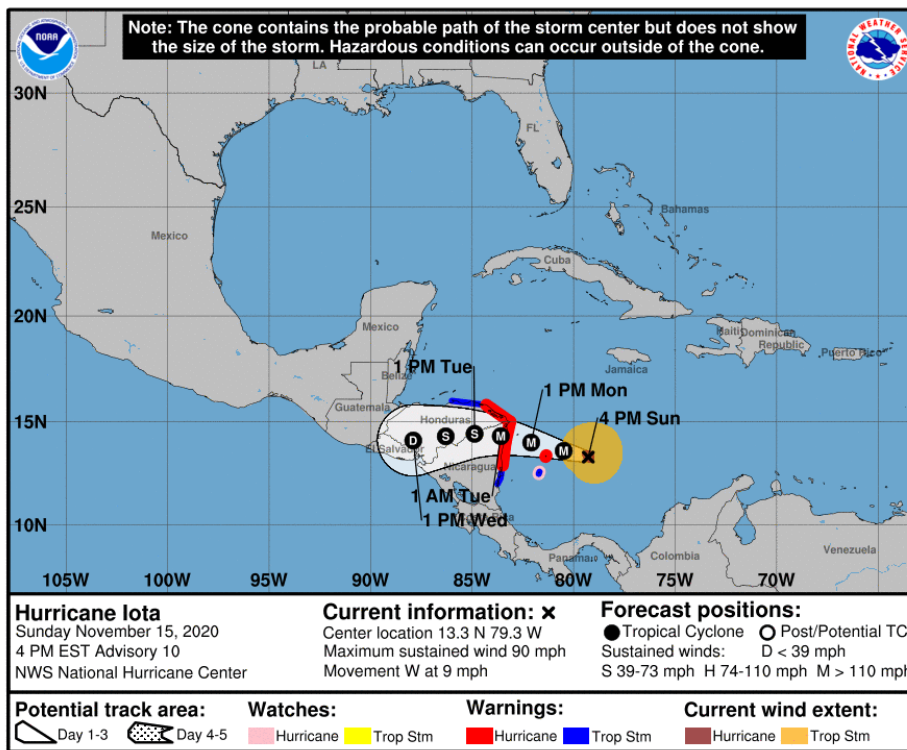 Note: The cone contains the probable path of the storm center but does not show
the size of the storm. Hazardous conditions can occur outside of the cone.
NOAA
NATIONAL WEATHER SERVICE
LA
30N
FL
25N
Mexico
Bahamas
Cuba
20N
Mexico
Haiti
Dominican
Republic
Puerto Rico
Jamaica
1 PM Tue
Belize
1 PM Mon
Guatemala
4 PM Sun
15N
Honduras
M
M
M
S
S
D
El Salvador
Nicaragua
1 AM Tue
1 PM Wed
10N
Panama
Colombia
Venezuela
105W
100W
95W
90W
85W
80W
75W
70W
Hurricane Iota
Sunday November 15, 2020
4 PM EST Advisory 10
NWS National Hurricane Center
Current information: ×
Center location 13.3 N 79.3 W
Maximum sustained wind 90 mph
Movement W at 9 mph
Forecast positions:
Tropical Cyclone Post/Potential TC
Sustained winds: D < 39 mph
S 39-73 mph H 74-110 mph M > 110 mph
Potential track area:
Day 1-3 Day 4-5
Watches:
Hurricane Trop Stm
Warnings:
Hurricane Trop Stm
Current wind extent:
Hurricane Trop Stm